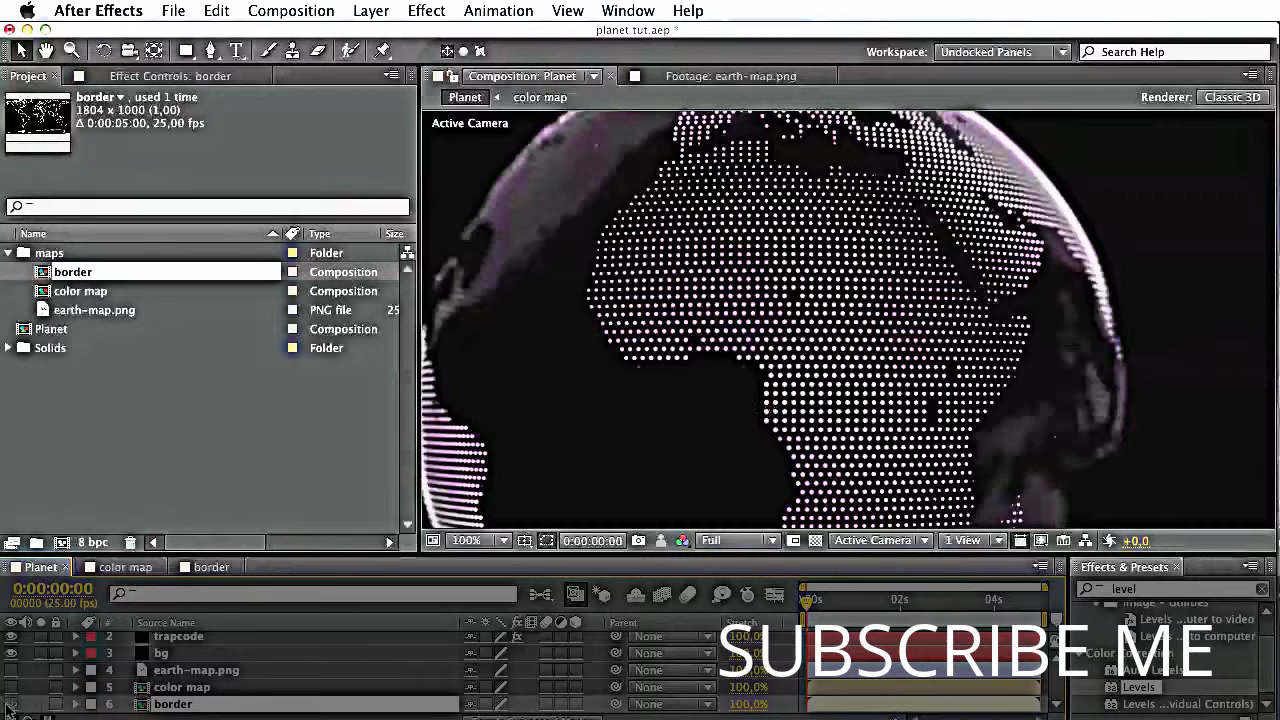 After Effects File Edit Composition Layer Effect Animation View Window Help
planet tut.aep *
Workspace: Undocked Panels Search Help
Project Effect Controls: border Composition: Planet Footage: earth-map.png
border , used 1 time
1804 x 1000 (1,00)
Δ 0:00:05:00, 25,00 fps
Planet color map Renderer: Classic 3D
Active Camera
Name Type Size
maps Folder
border Composition
color map Composition
earth-map.png PNG file 25
Planet Composition
Solids Folder
8 bpc 100% 0:00:00:00 Full Active Camera 1 View +0,0
Planet color map border Effects & Presets
0:00:00:00
00000 (25.00 fps)
level
02s 04s
# Source Name Parent Stretch
2 trapcode None 100,0%
3 bg None
4 earth-map.png None
5 color map None 100,0%
6 border None 100,0%
SUBSCRIBE ME
Image - Utilities
Levels